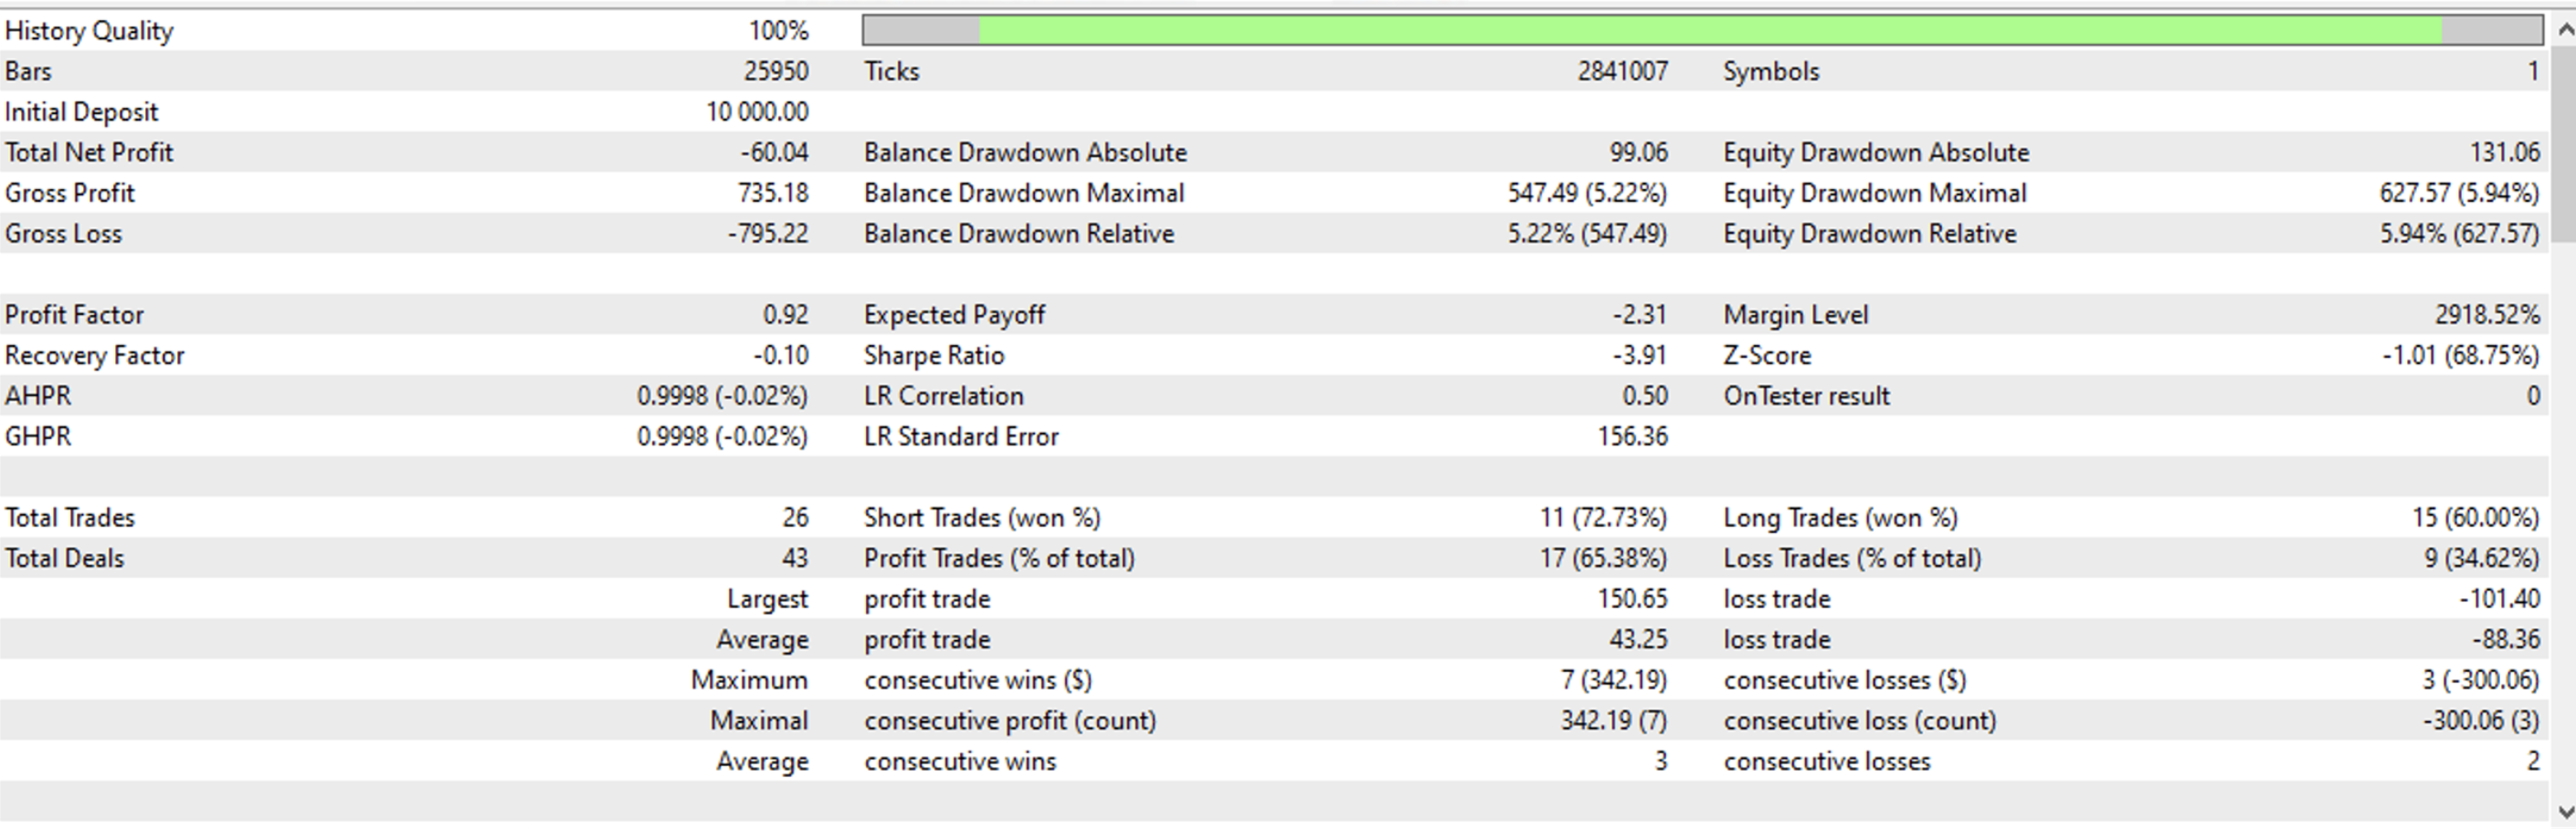 History Quality 100%
Bars 25950 Ticks 2841007 Symbols 1
Initial Deposit 10 000.00
Total Net Profit -60.04 Balance Drawdown Absolute 99.06 Equity Drawdown Absolute 131.06
Gross Profit 735.18 Balance Drawdown Maximal 547.49 (5.22%) Equity Drawdown Maximal 627.57 (5.94%)
Gross Loss -795.22 Balance Drawdown Relative 5.22% (547.49) Equity Drawdown Relative 5.94% (627.57)
Profit Factor 0.92 Expected Payoff -2.31 Margin Level 2918.52%
Recovery Factor -0.10 Sharpe Ratio -3.91 Z-Score -1.01 (68.75%)
AHPR 0.9998 (-0.02%) LR Correlation 0.50 OnTester result 0
GHPR 0.9998 (-0.02%) LR Standard Error 156.36
Total Trades 26 Short Trades (won %) 11 (72.73%) Long Trades (won %) 15 (60.00%)
Total Deals 43 Profit Trades (% of total) 17 (65.38%) Loss Trades (% of total) 9 (34.62%)
Largest profit trade 150.65 loss trade -101.40
Average profit trade 43.25 loss trade -88.36
Maximum consecutive wins ($) 7 (342.19) consecutive losses ($) 3 (-300.06)
Maximal consecutive profit (count) 342.19 (7) consecutive loss (count) -300.06 (3)
Average consecutive wins 3 consecutive losses 2